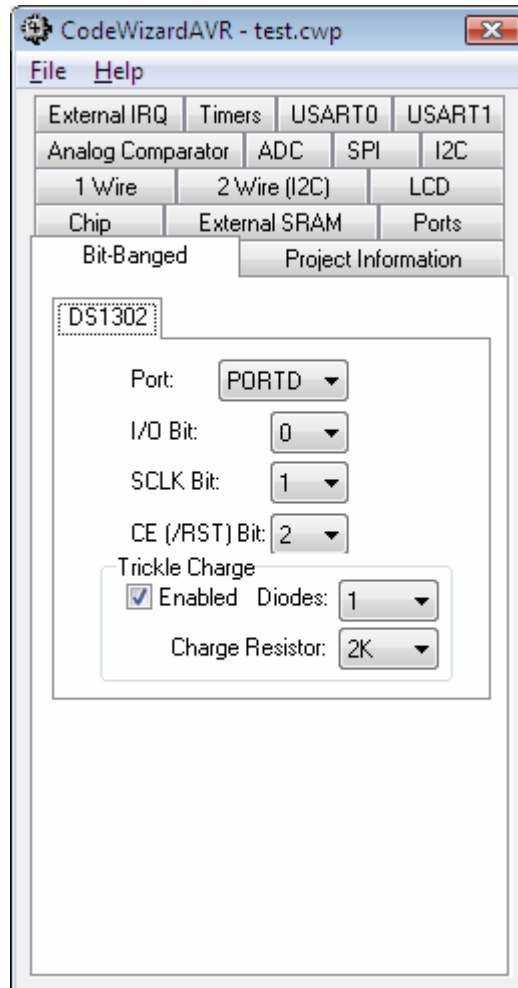 CodeWizardAVR - test.cwp
File Help
External IRQ Timers USART0 USART1
Analog Comparator ADC SPI I2C
1 Wire 2 Wire (I2C) LCD
Chip External SRAM Ports
Bit-Banged Project Information
DS1302
Port: PORTD
I/O Bit: 0
SCLK Bit: 1
CE (/RST) Bit: 2
Trickle Charge
Enabled Diodes: 1
Charge Resistor: 2K